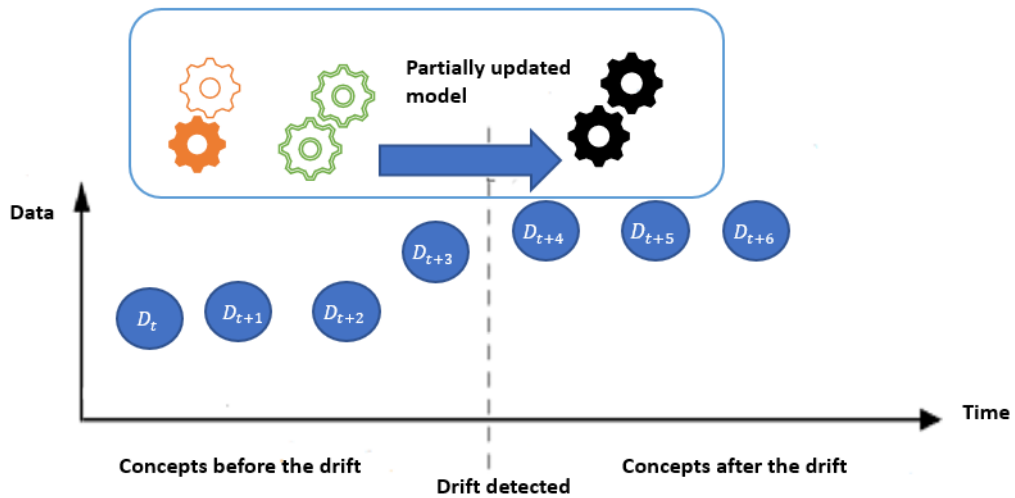 Partially updated
model
Data
D_t
D_{t+1}
D_{t+2}
D_{t+3}
D_{t+4}
D_{t+5}
D_{t+6}
Time
Concepts before the drift
Drift detected
Concepts after the drift